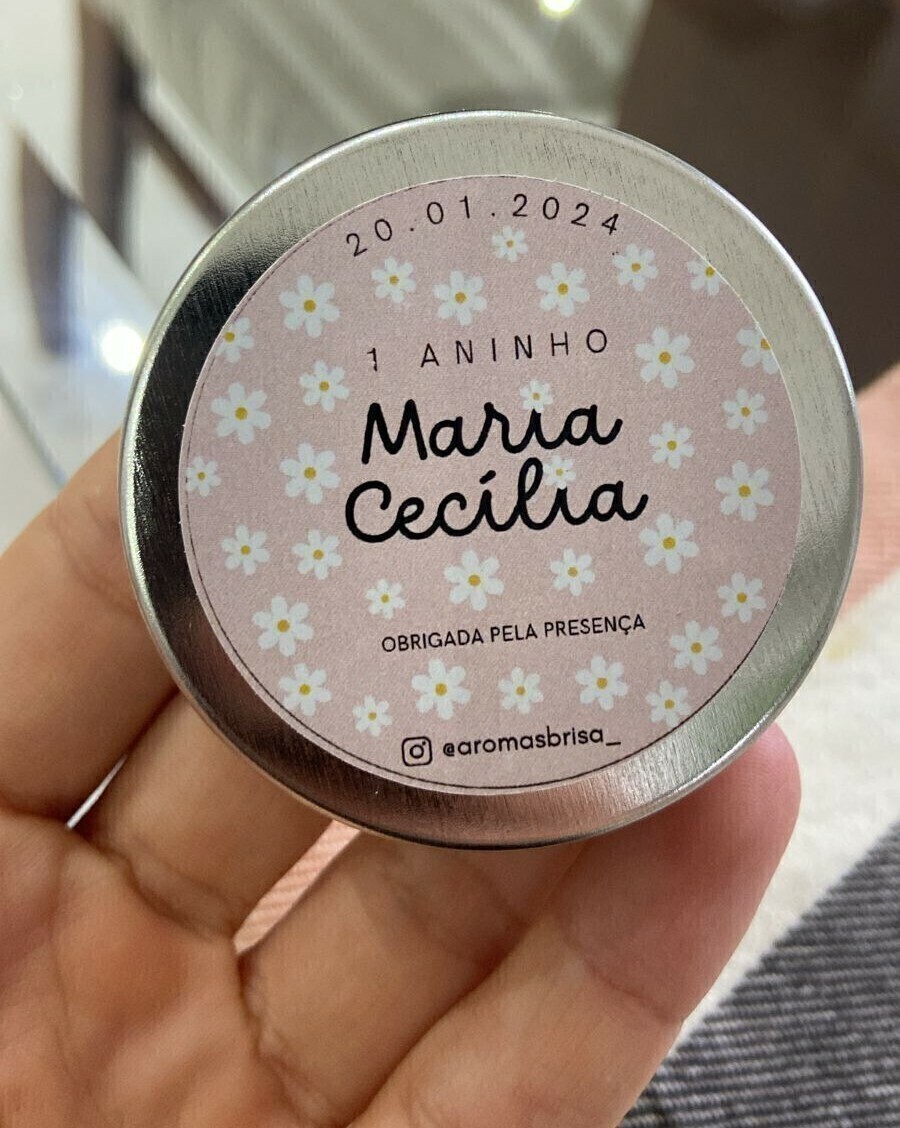 20.01.2024
1 ANINHO
Maria
Cecília
OBRIGADA PELA PRESENÇA
@aromasbrisa_